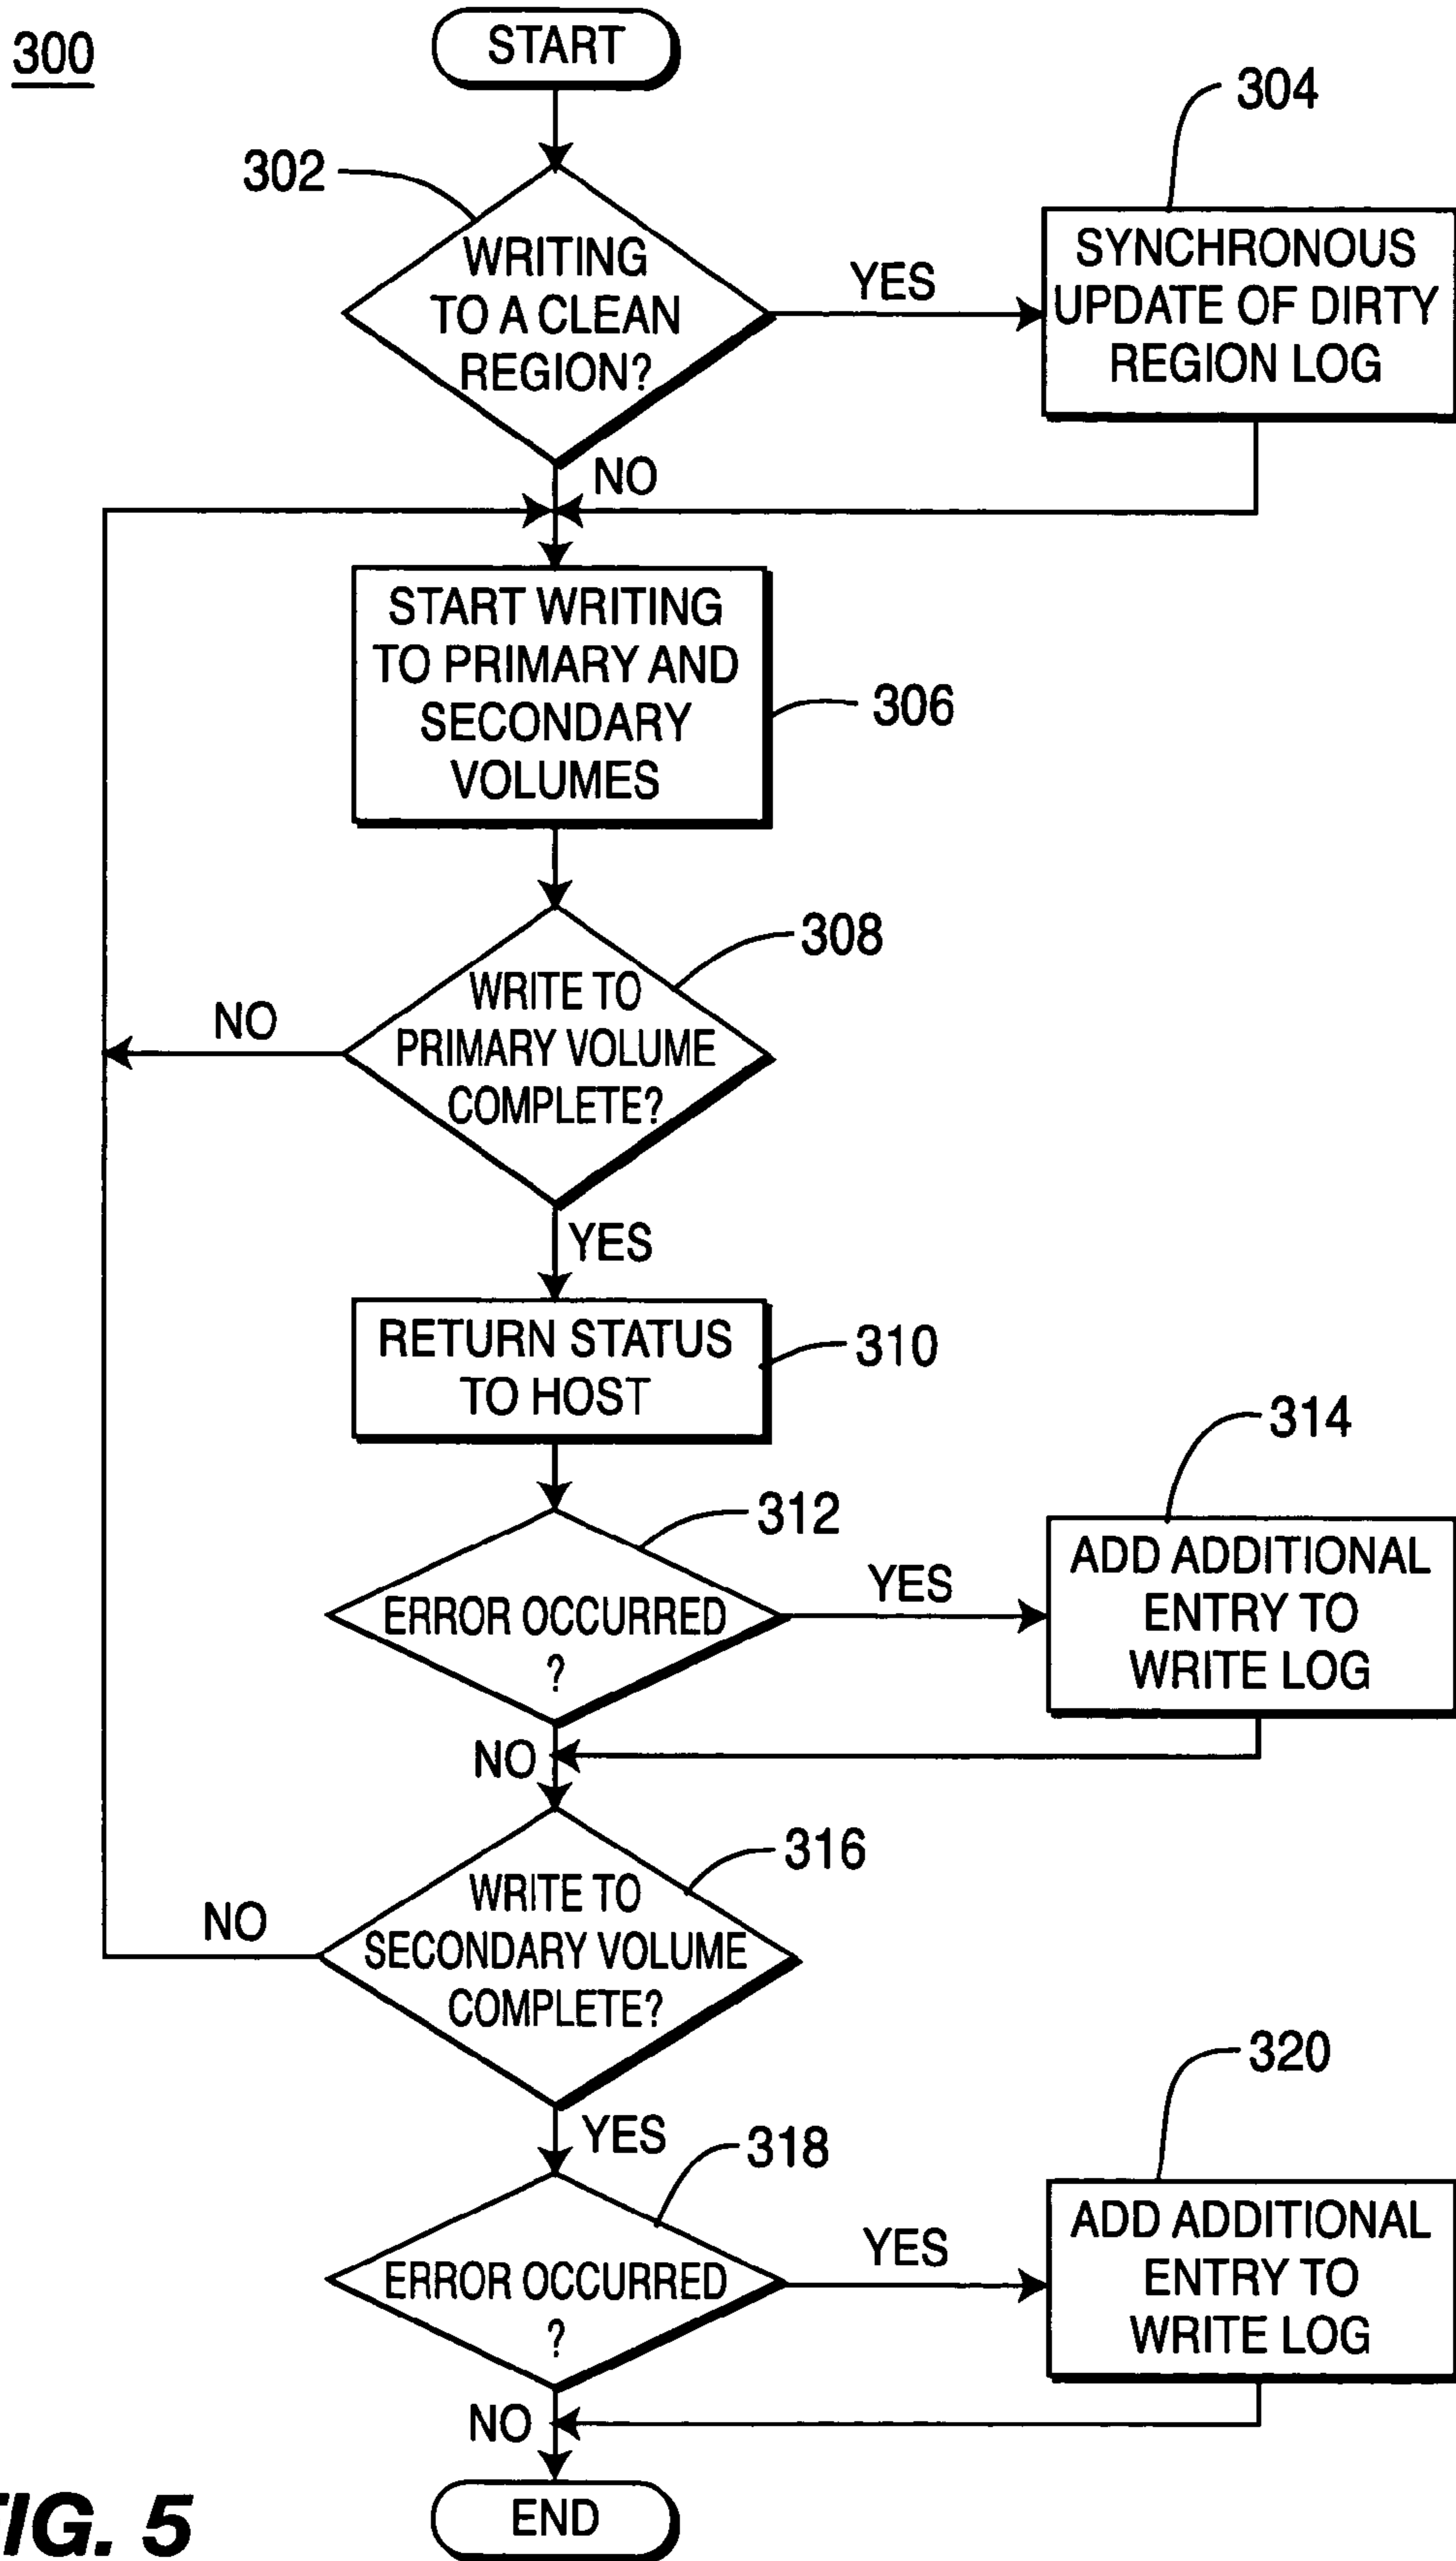 300
START
304
302
WRITING
TO A CLEAN
REGION?
YES
SYNCHRONOUS
UPDATE OF DIRTY
REGION LOG
NO
START WRITING
TO PRIMARY AND
SECONDARY
VOLUMES
306
308
WRITE TO
PRIMARY VOLUME
COMPLETE?
NO
YES
RETURN STATUS
TO HOST
310
314
312
ERROR OCCURRED
?
YES
ADD ADDITIONAL
ENTRY TO
WRITE LOG
NO
316
WRITE TO
SECONDARY VOLUME
COMPLETE?
NO
YES
320
318
ERROR OCCURRED
?
YES
ADD ADDITIONAL
ENTRY TO
WRITE LOG
NO
END
FIG. 5